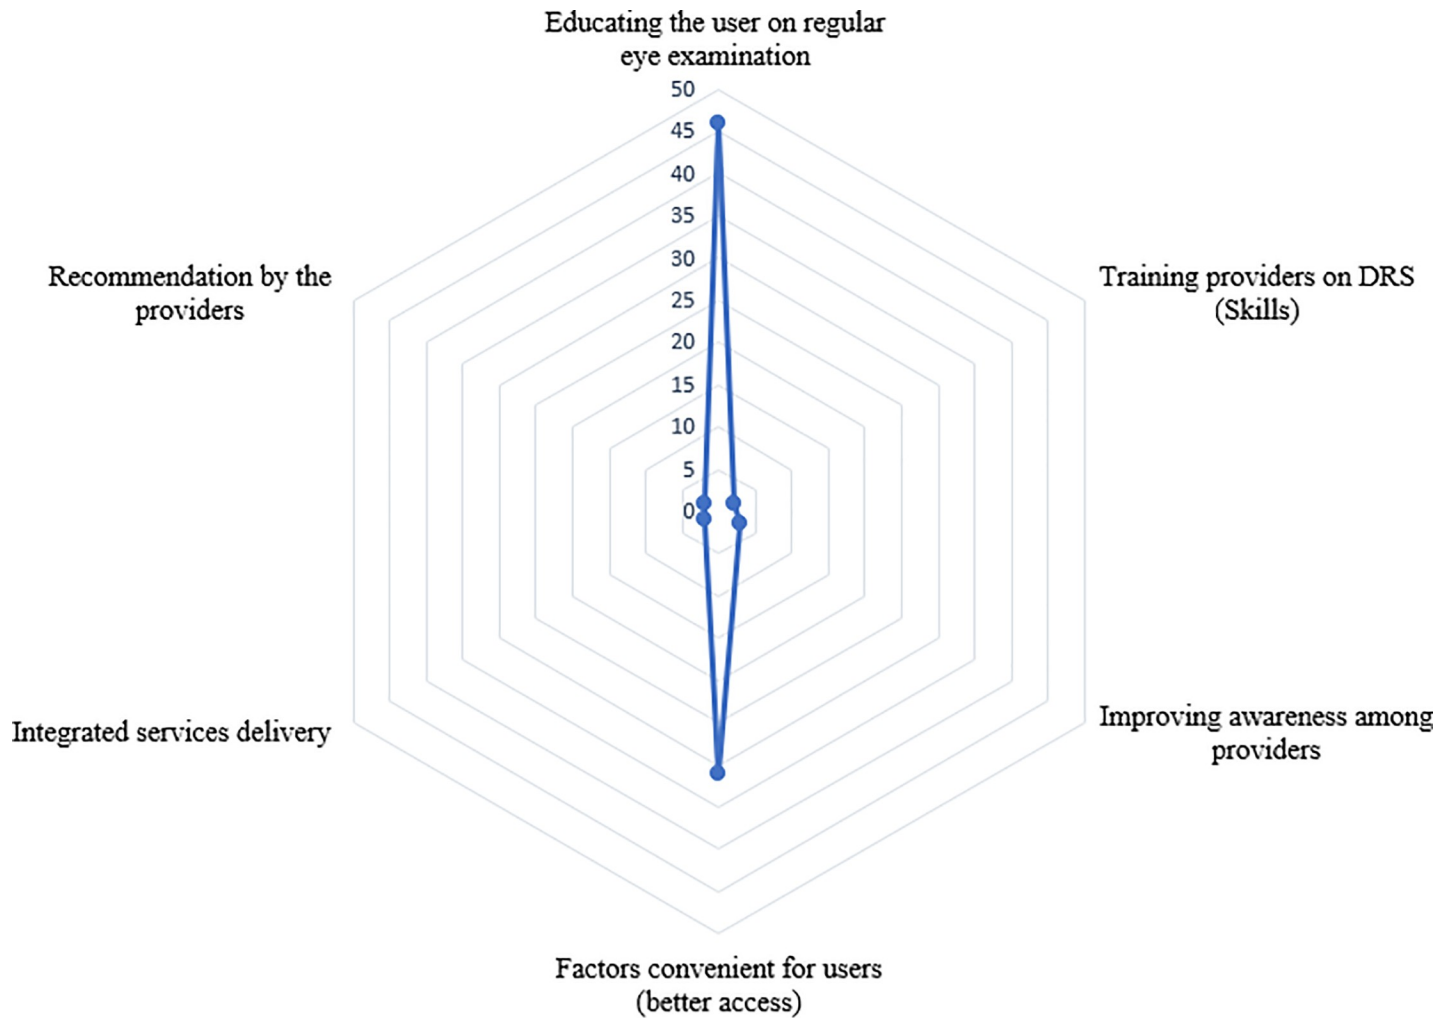 Educating the user on regular
eye examination
50
45
40
35
30
25
20
15
10
5
0
Recommendation by the
providers
Training providers on DRS
(Skills)
Integrated services delivery
Improving awareness among
providers
Factors convenient for users
(better access)